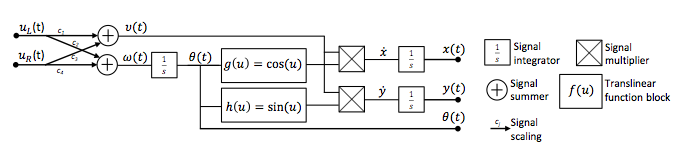 u_L(t)
c_1
c_2
υ(t)
u_R(t)
c_3
c_4
ω(t)
1/s
θ(t)
g(u) = cos(u)
ẋ
1/s
x(t)
h(u) = sin(u)
ẏ
1/s
y(t)
θ(t)
1/s
Signal
integrator
Signal
multiplier
Signal
summer
f(u)
Translinear
function block
c_i
Signal
scaling